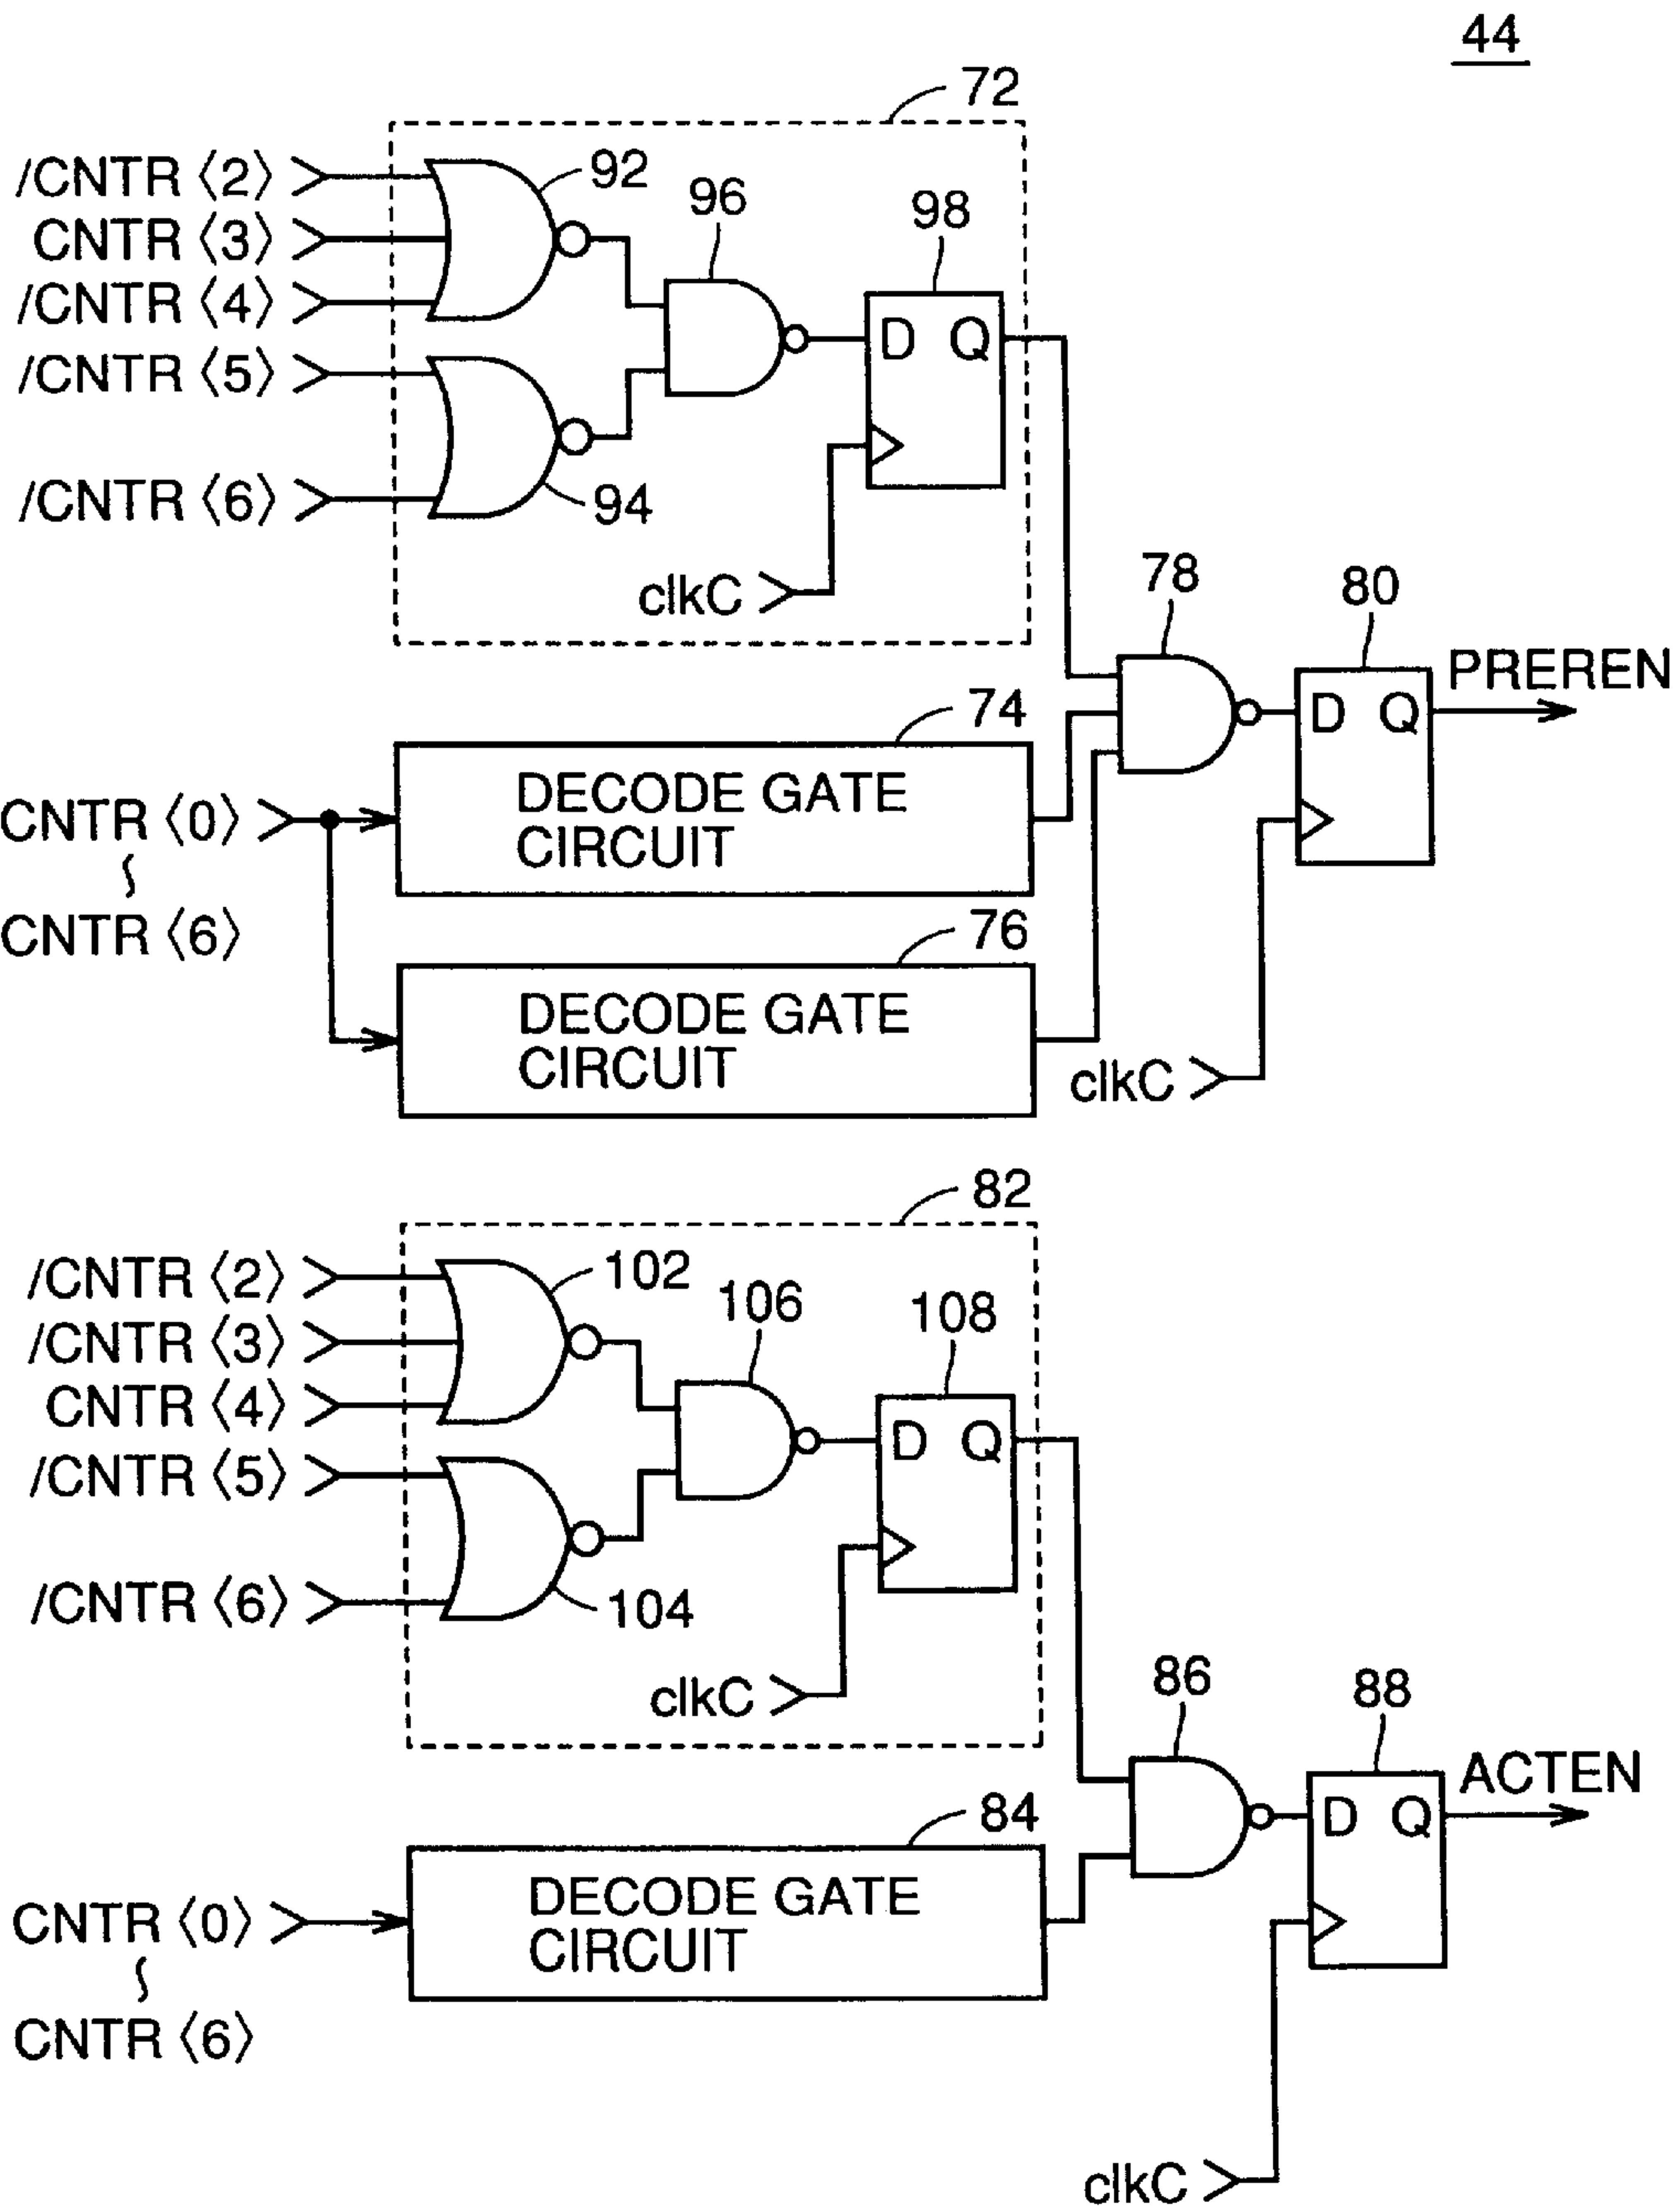 44
72
/CNTR〈2〉
92
CNTR〈3〉
96
98
/CNTR〈4〉
D Q
/CNTR〈5〉
/CNTR〈6〉
94
clkC
78
80
PREREN
D Q
74
DECODE GATE
CIRCUIT
CNTR〈0〉
~
CNTR〈6〉
76
DECODE GATE
CIRCUIT
clkC
82
/CNTR〈2〉
102
/CNTR〈3〉
106
108
CNTR〈4〉
D Q
/CNTR〈5〉
/CNTR〈6〉
104
clkC
86
88
ACTEN
D Q
84
DECODE GATE
CIRCUIT
CNTR〈0〉
~
CNTR〈6〉
clkC